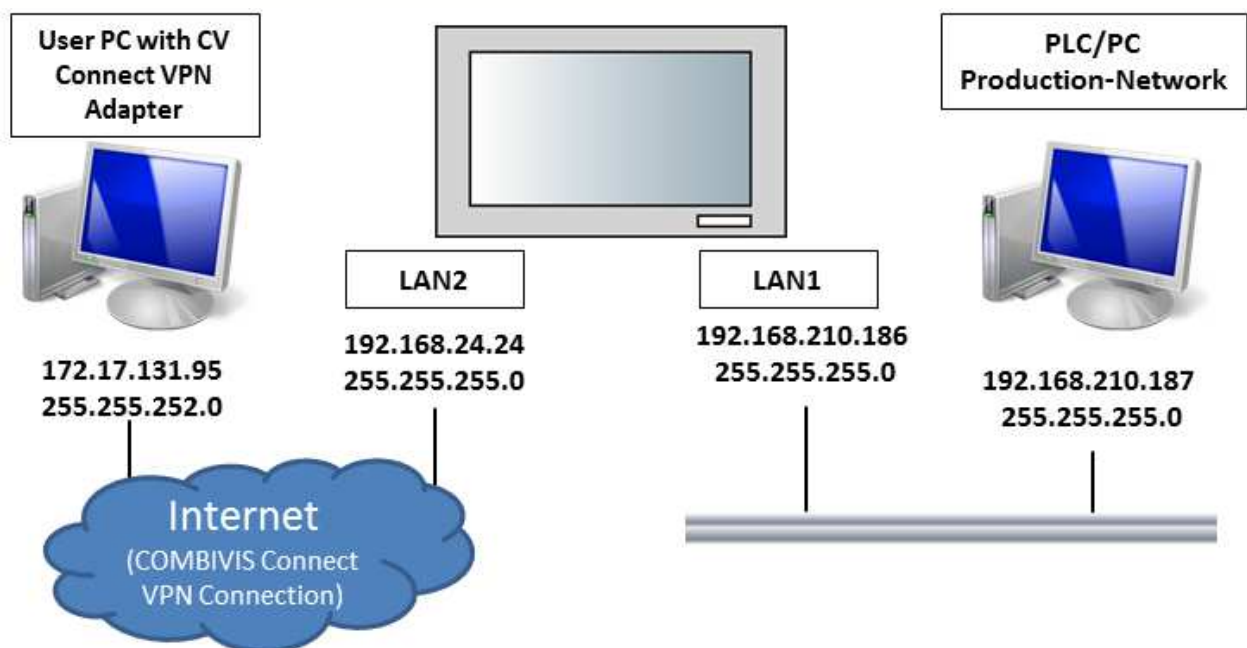 User PC with CV
Connect VPN
Adapter
PLC/PC
Production-Network
LAN2
LAN1
172.17.131.95
255.255.252.0
192.168.24.24
255.255.255.0
192.168.210.186
255.255.255.0
192.168.210.187
255.255.255.0
Internet
(COMBIVIS Connect
VPN Connection)